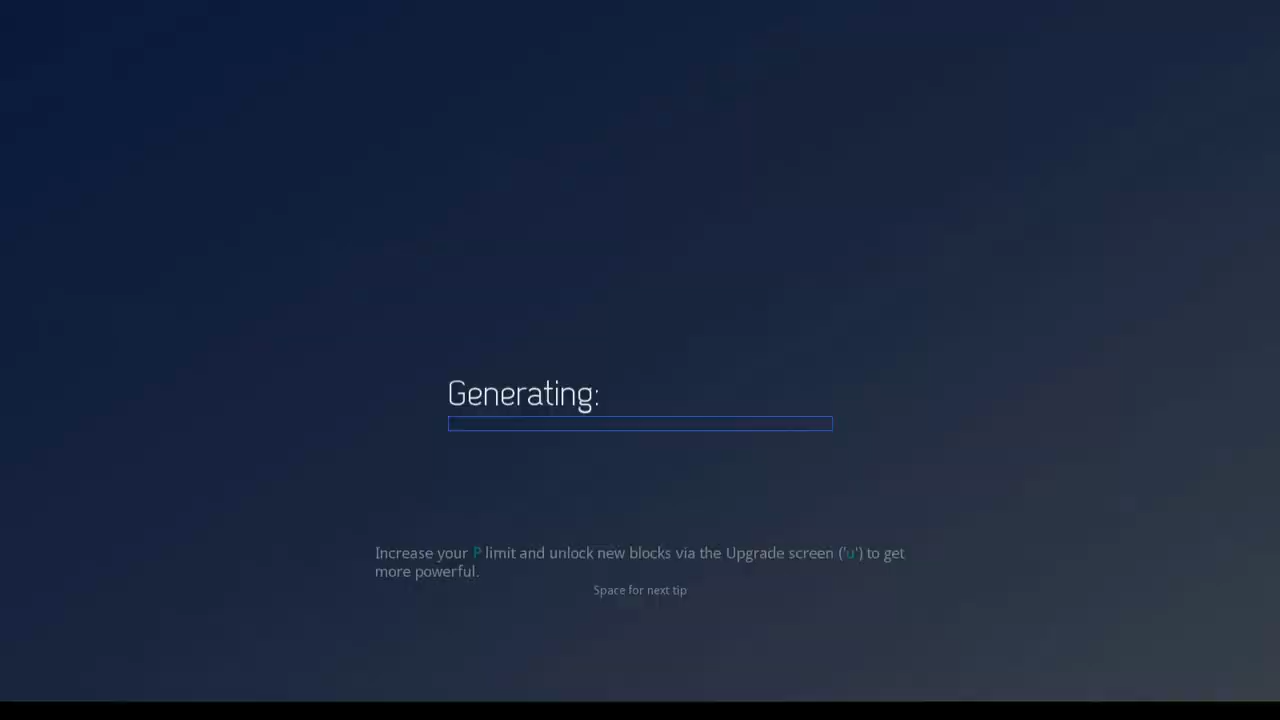 Generating:
Increase your P limit and unlock new blocks via the Upgrade screen ('u') to get
more powerful.
Space for next tip